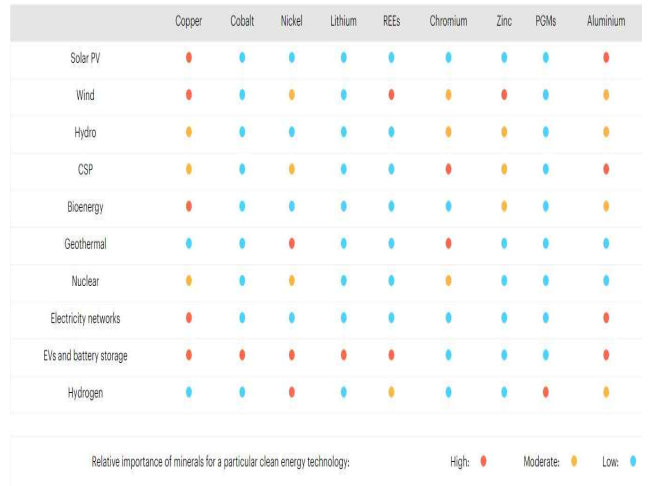 Copper Cobalt Nickel Lithium REEs Chromium Zinc PGMs Aluminium
Solar PV
Wind
Hydro
CSP
Bioenergy
Geothermal
Nuclear
Electricity networks
EVs and battery storage
Hydrogen
Relative importance of minerals for a particular clean energy technology: High: Moderate: Low: